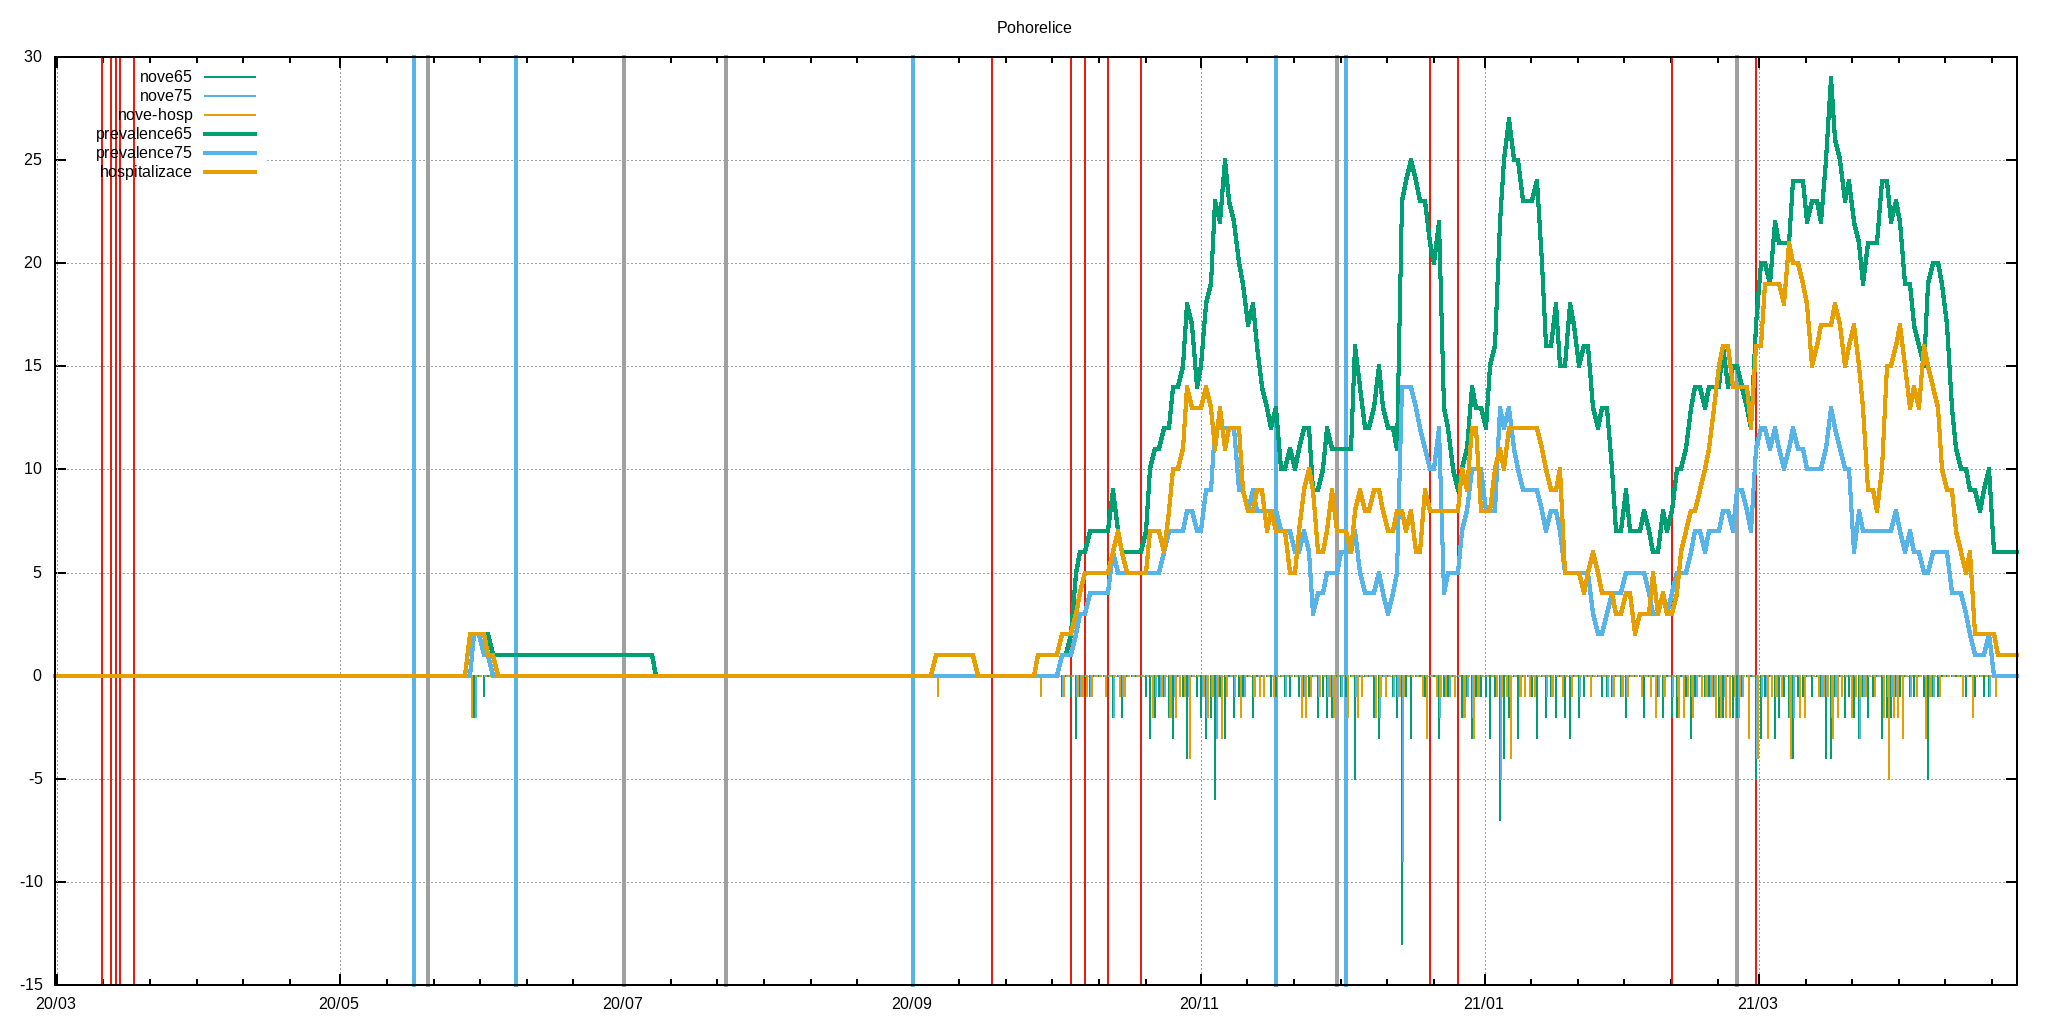 Pohorelice
30
nove65
nove75
nove-hosp
prevalence65
prevalence75
hospitalizace
25
20
15
10
5
0
-5
-10
-15
20/03 20/05 20/07 20/09 20/11 21/01 21/03